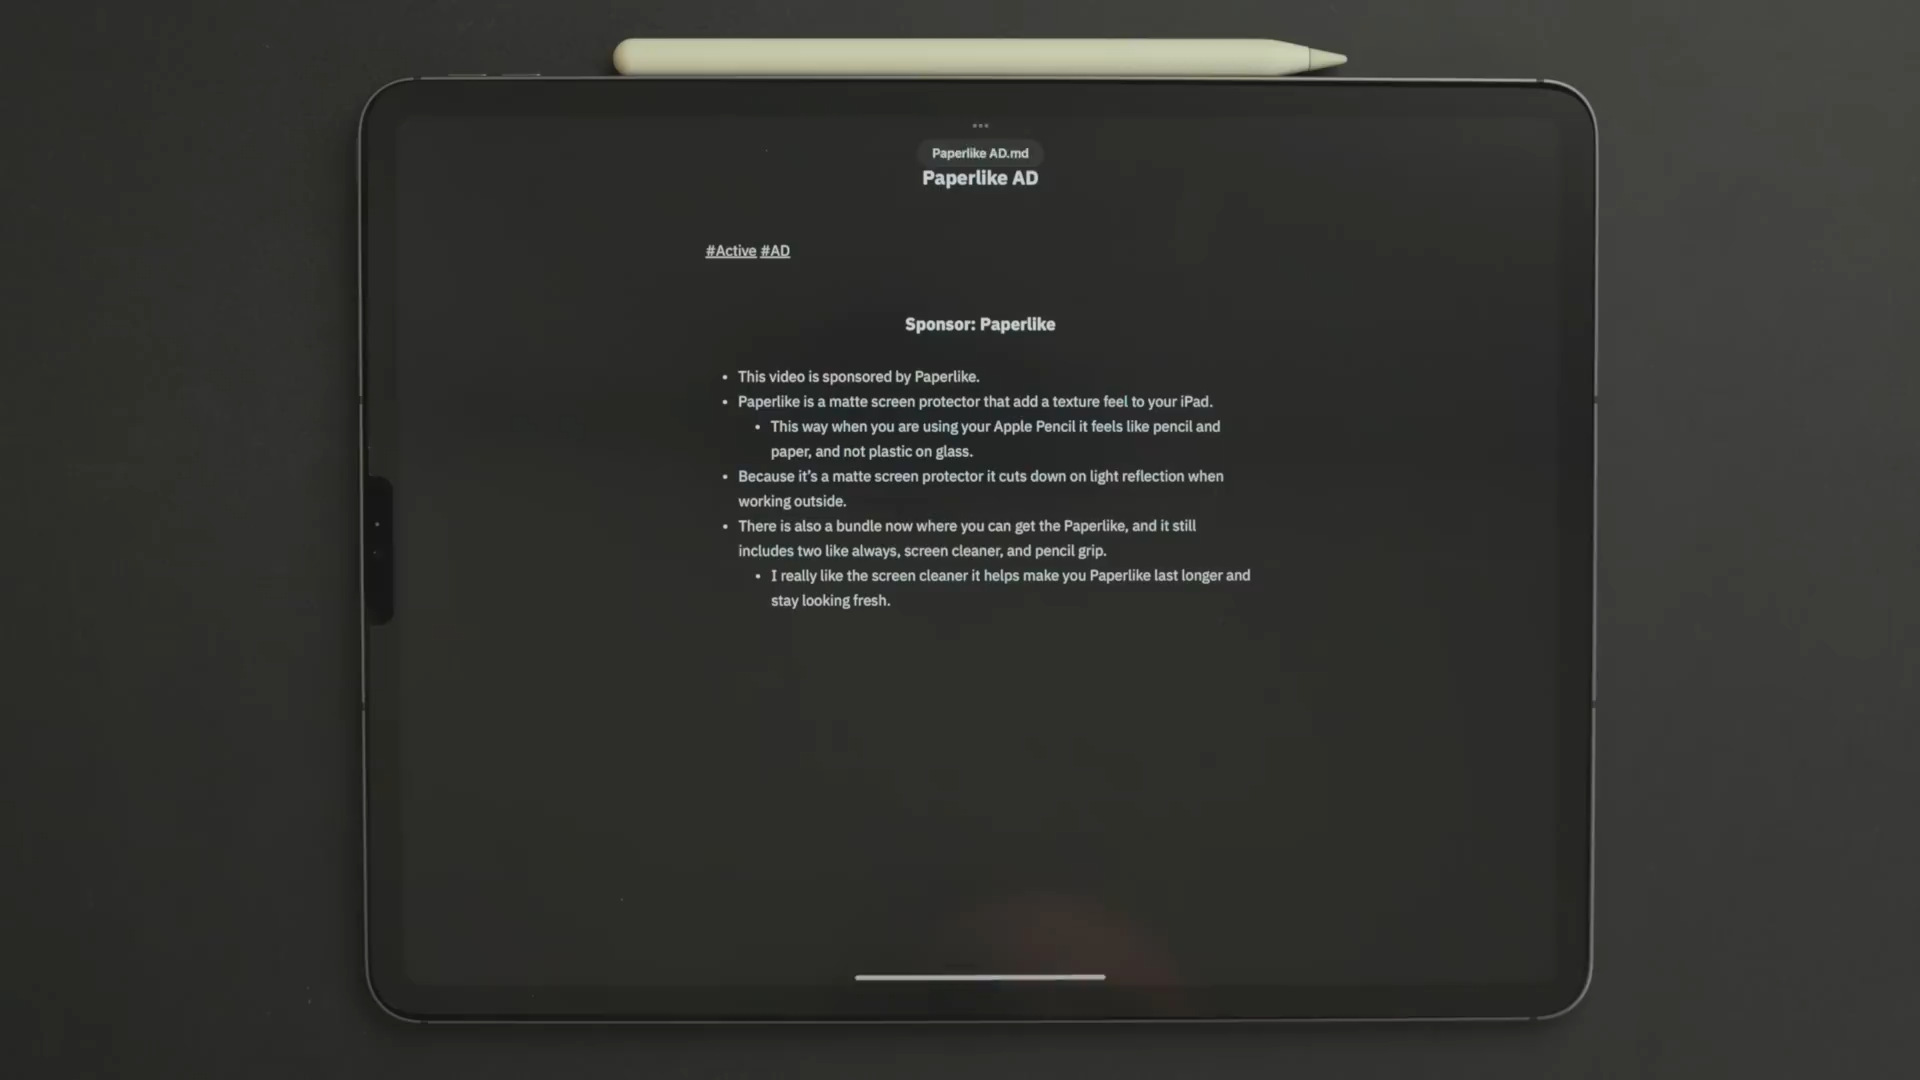 Paperlike AD.md
Paperlike AD
#Active #AD
Sponsor: Paperlike
• This video is sponsored by Paperlike.
• Paperlike is a matte screen protector that add a texture feel to your iPad.
• This way when you are using your Apple Pencil it feels like pencil and
paper, and not plastic on glass.
• Because it's a matte screen protector it cuts down on light reflection when
working outside.
• There is also a bundle now where you can get the Paperlike, and it still
includes two like always, screen cleaner, and pencil grip.
• I really like the screen cleaner it helps make you Paperlike last longer and
stay looking fresh.